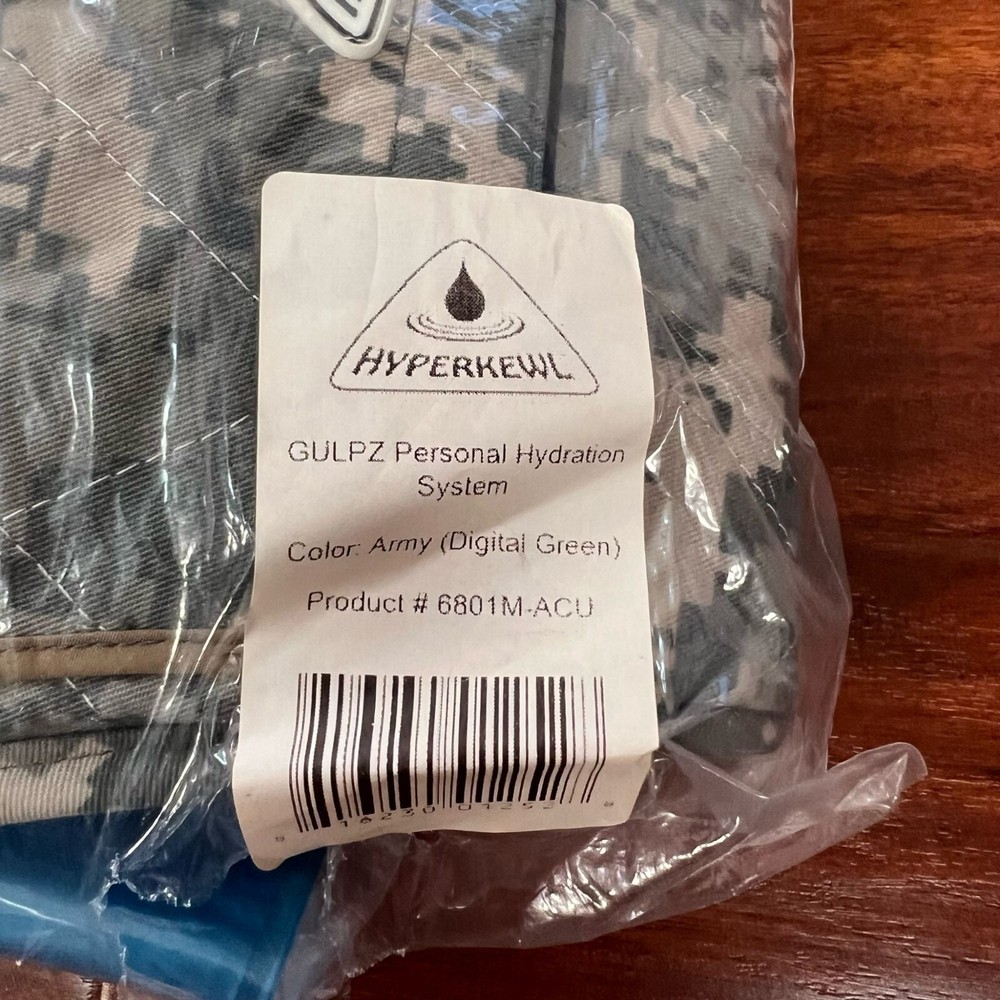 HYPERKEWL
GULPZ Personal Hydration
System
Color: Army (Digital Green)
Product # 6801M-ACU